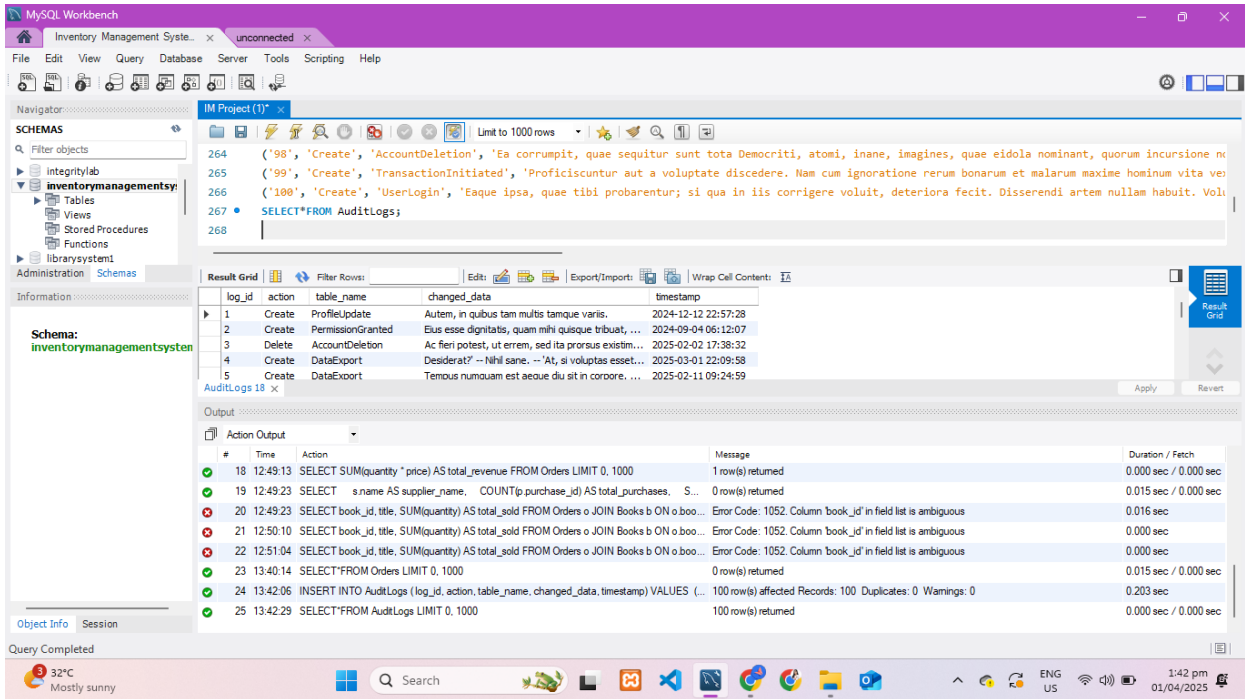 MySQL Workbench
Inventory Management Syste... ×
unconnected ×
File Edit View Query Database Server Tools Scripting Help
Navigator
IM Project (1)* ×
SCHEMAS
Filter objects
integritylab
inventorymanagementsy
Tables
Views
Stored Procedures
Functions
librarysystem1
Administration Schemas
Information
Schema:
inventorymanagementsystem
Limit to 1000 rows
264 ('98', 'Create', 'AccountDeletion', 'Ea corrumpit, quae sequitur sunt tota Democriti, atomi, inane, imagines, quae eidola nominant, quorum incursione no
265 ('99', 'Create', 'TransactionInitiated', 'Proficiscuntur aut a voluptate discedere. Nam cum ignoratione rerum bonarum et malarum maxime hominum vita vex
266 ('100', 'Create', 'UserLogin', 'Eaque ipsa, quae tibi probarentur; si qua in iis corrigere voluit, deteriora fecit. Disserendi artem nullam habuit. Volu
267 SELECT*FROM AuditLogs;
268
Result Grid Filter Rows: Edit: Export/Import: Wrap Cell Content:
log_id action table_name changed_data timestamp
1 Create ProfileUpdate Autem, in quibus tam multis tamque variis. 2024-12-12 22:57:28
2 Create PermissionGranted Eius esse dignitatis, quam mihi quisque tribuat, ... 2024-09-04 06:12:07
3 Delete AccountDeletion Ac fieri potest, ut errem, sed ita prorsus existim... 2025-02-02 17:38:32
4 Create DataExport Desiderat?' -- Nihil sane. -- 'At, si voluptas esset... 2025-03-01 22:09:58
5 Create DataExport Tempus numquam est aeque diu sit in corpore. ... 2025-02-11 09:24:59
Result Grid
AuditLogs 18 ×
Apply Revert
Output
Action Output
# Time Action Message Duration / Fetch
18 12:49:13 SELECT SUM(quantity * price) AS total_revenue FROM Orders LIMIT 0, 1000 1 row(s) returned 0.000 sec / 0.000 sec
19 12:49:23 SELECT s.name AS supplier_name, COUNT(p.purchase_id) AS total_purchases, S... 0 row(s) returned 0.015 sec / 0.000 sec
20 12:49:23 SELECT book_id, title, SUM(quantity) AS total_sold FROM Orders o JOIN Books b ON o.boo... Error Code: 1052. Column 'book_id' in field list is ambiguous 0.016 sec
21 12:50:10 SELECT book_id, title, SUM(quantity) AS total_sold FROM Orders o JOIN Books b ON o.boo... Error Code: 1052. Column 'book_id' in field list is ambiguous 0.000 sec
22 12:51:04 SELECT book_id, title, SUM(quantity) AS total_sold FROM Orders o JOIN Books b ON o.boo... Error Code: 1052. Column 'book_id' in field list is ambiguous 0.000 sec
23 13:40:14 SELECT*FROM Orders LIMIT 0, 1000 0 row(s) returned 0.015 sec / 0.000 sec
24 13:42:06 INSERT INTO AuditLogs (log_id, action, table_name, changed_data, timestamp) VALUES (... 100 row(s) affected Records: 100 Duplicates: 0 Warnings: 0 0.203 sec
25 13:42:29 SELECT*FROM AuditLogs LIMIT 0, 1000 100 row(s) returned 0.000 sec / 0.000 sec
Object Info Session
Query Completed
3
32°C
Mostly sunny
Search
ENG
US
1:42 pm
01/04/2025